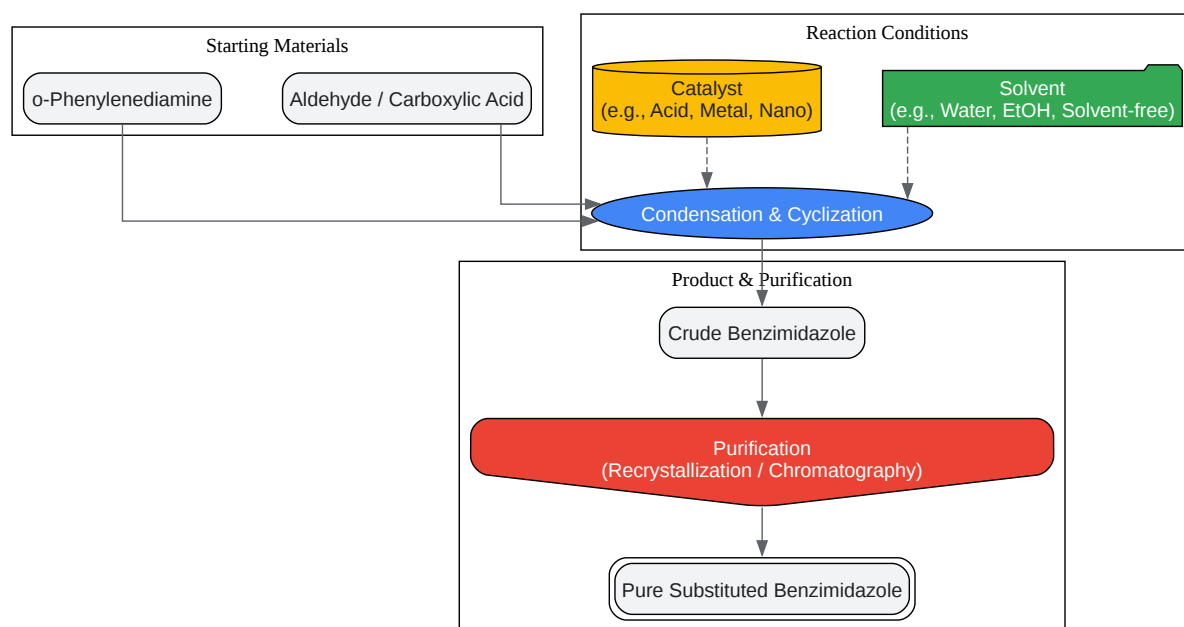 Starting Materials
o-Phenylenediamine
Aldehyde / Carboxylic Acid
Reaction Conditions
Catalyst
(e.g., Acid, Metal, Nano)
Solvent
(e.g., Water, EtOH, Solvent-free)
Condensation & Cyclization
Product & Purification
Crude Benzimidazole
Purification
(Recrystallization / Chromatography)
Pure Substituted Benzimidazole